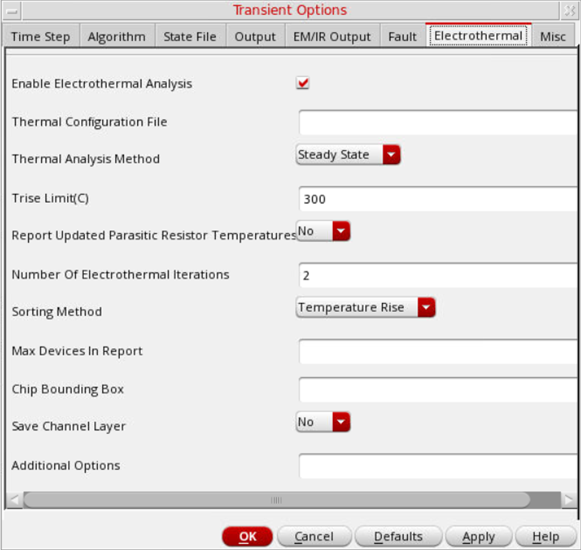 Transient Options
Time Step Algorithm State File Output EM/IR Output Fault Electrothermal Misc
Enable Electrothermal Analysis
Thermal Configuration File
Thermal Analysis Method Steady State
Trise Limit(C) 300
Report Updated Parasitic Resistor Temperatures No
Number Of Electrothermal Iterations 2
Sorting Method Temperature Rise
Max Devices In Report
Chip Bounding Box
Save Channel Layer No
Additional Options
OK Cancel Defaults Apply Help